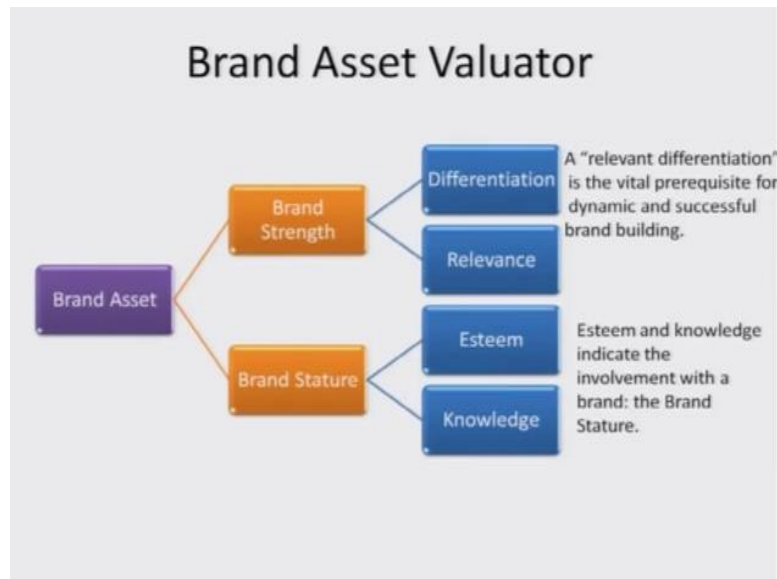 Brand Asset Valuator
Brand Asset
Brand
Strength
Brand Stature
Differentiation
Relevance
Esteem
Knowledge
A “relevant differentiation”
is the vital prerequisite for
dynamic and successful
brand building.
Esteem and knowledge
indicate the
involvement with a
brand: the Brand
Stature.